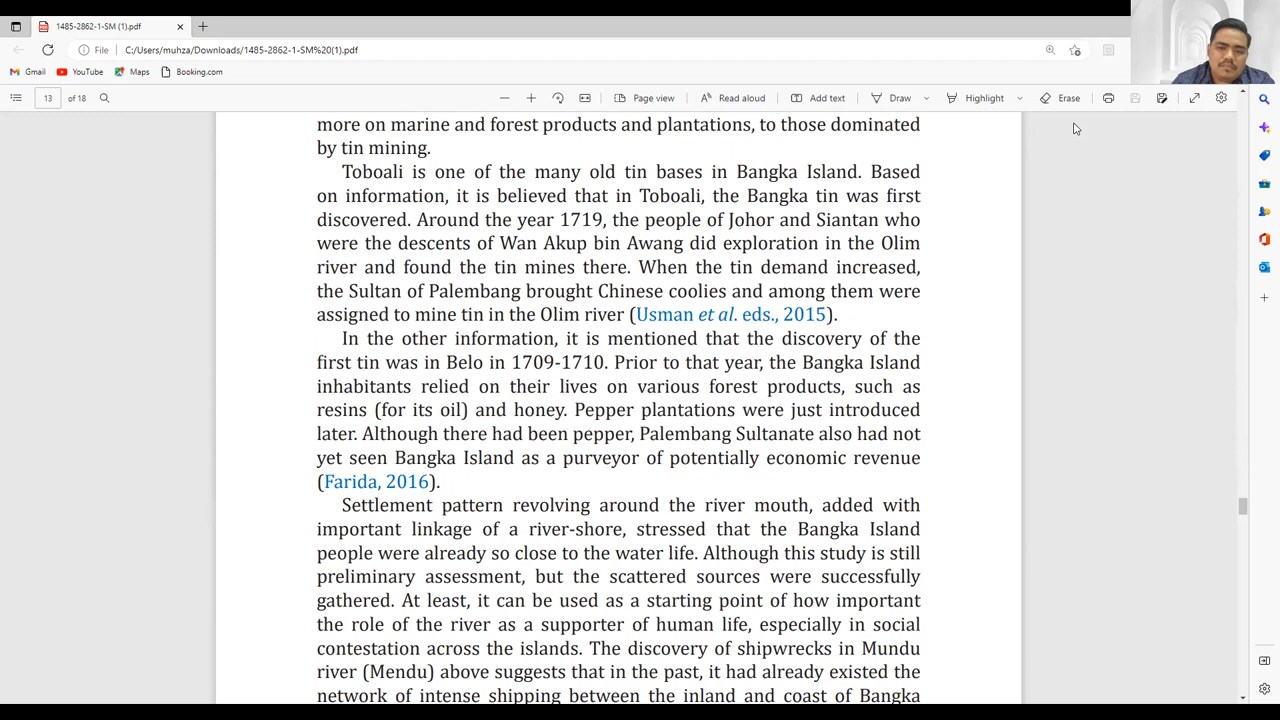 1485-2862-1-SM (1).pdf
File
C:/Users/muhza/Downloads/1485-2862-1-SM%20(1).pdf
Gmail
YouTube
Maps
Booking.com
13
of 18
Page view
Read aloud
Add text
Draw
Highlight
Erase
more on marine and forest products and plantations, to those dominated
by tin mining.
Toboali is one of the many old tin bases in Bangka Island. Based
on information, it is believed that in Toboali, the Bangka tin was first
discovered. Around the year 1719, the people of Johor and Siantan who
were the descents of Wan Akup bin Awang did exploration in the Olim
river and found the tin mines there. When the tin demand increased,
the Sultan of Palembang brought Chinese coolies and among them were
assigned to mine tin in the Olim river (Usman et al. eds., 2015).
In the other information, it is mentioned that the discovery of the
first tin was in Belo in 1709-1710. Prior to that year, the Bangka Island
inhabitants relied on their lives on various forest products, such as
resins (for its oil) and honey. Pepper plantations were just introduced
later. Although there had been pepper, Palembang Sultanate also had not
yet seen Bangka Island as a purveyor of potentially economic revenue
(Farida, 2016).
Settlement pattern revolving around the river mouth, added with
important linkage of a river-shore, stressed that the Bangka Island
people were already so close to the water life. Although this study is still
preliminary assessment, but the scattered sources were successfully
gathered. At least, it can be used as a starting point of how important
the role of the river as a supporter of human life, especially in social
contestation across the islands. The discovery of shipwrecks in Mundu
river (Mendu) above suggests that in the past, it had already existed the
network of intense shipping between the inland and coast of Bangka